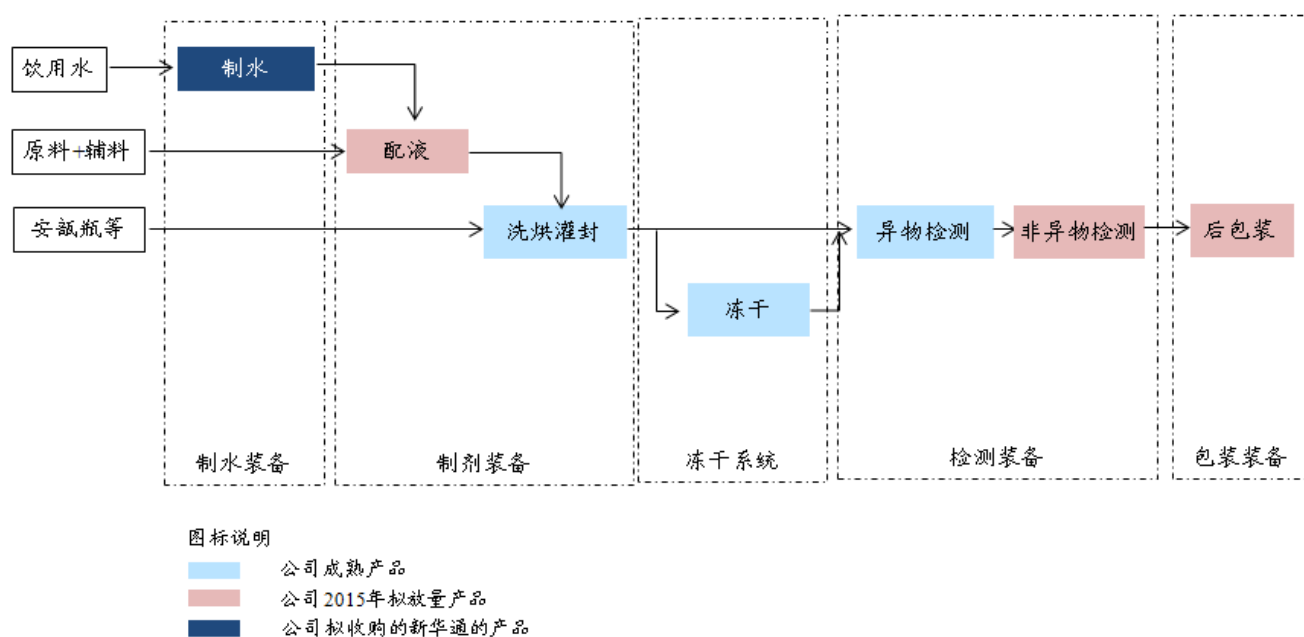 饮用水
制水
原料+辅料
配液
安瓿瓶等
洗烘灌封
异物检测
非异物检测
后包装
冻干
制水装备
制剂装备
冻干系统
检测装备
包装装备
图标说明
公司成熟产品
公司2015年拟放量产品
公司拟收购的新华通的产品